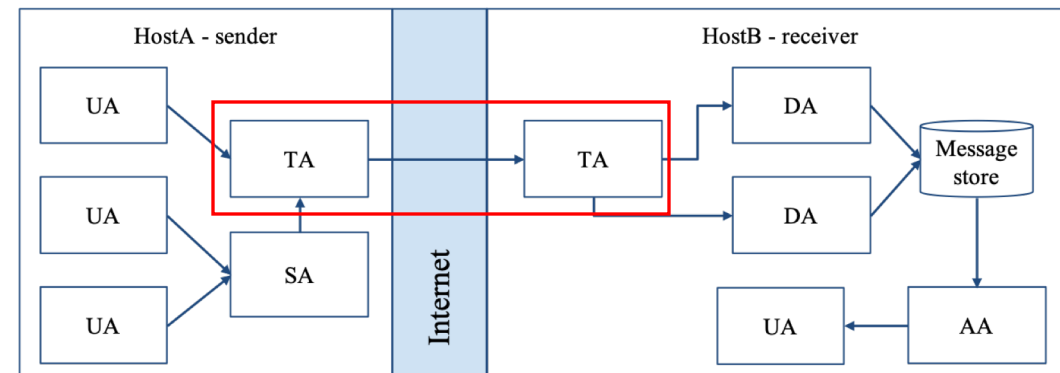 HostA - sender
HostB - receiver
UA
TA
TA
DA
Message
store
UA
SA
DA
UA
Internet
UA
AA